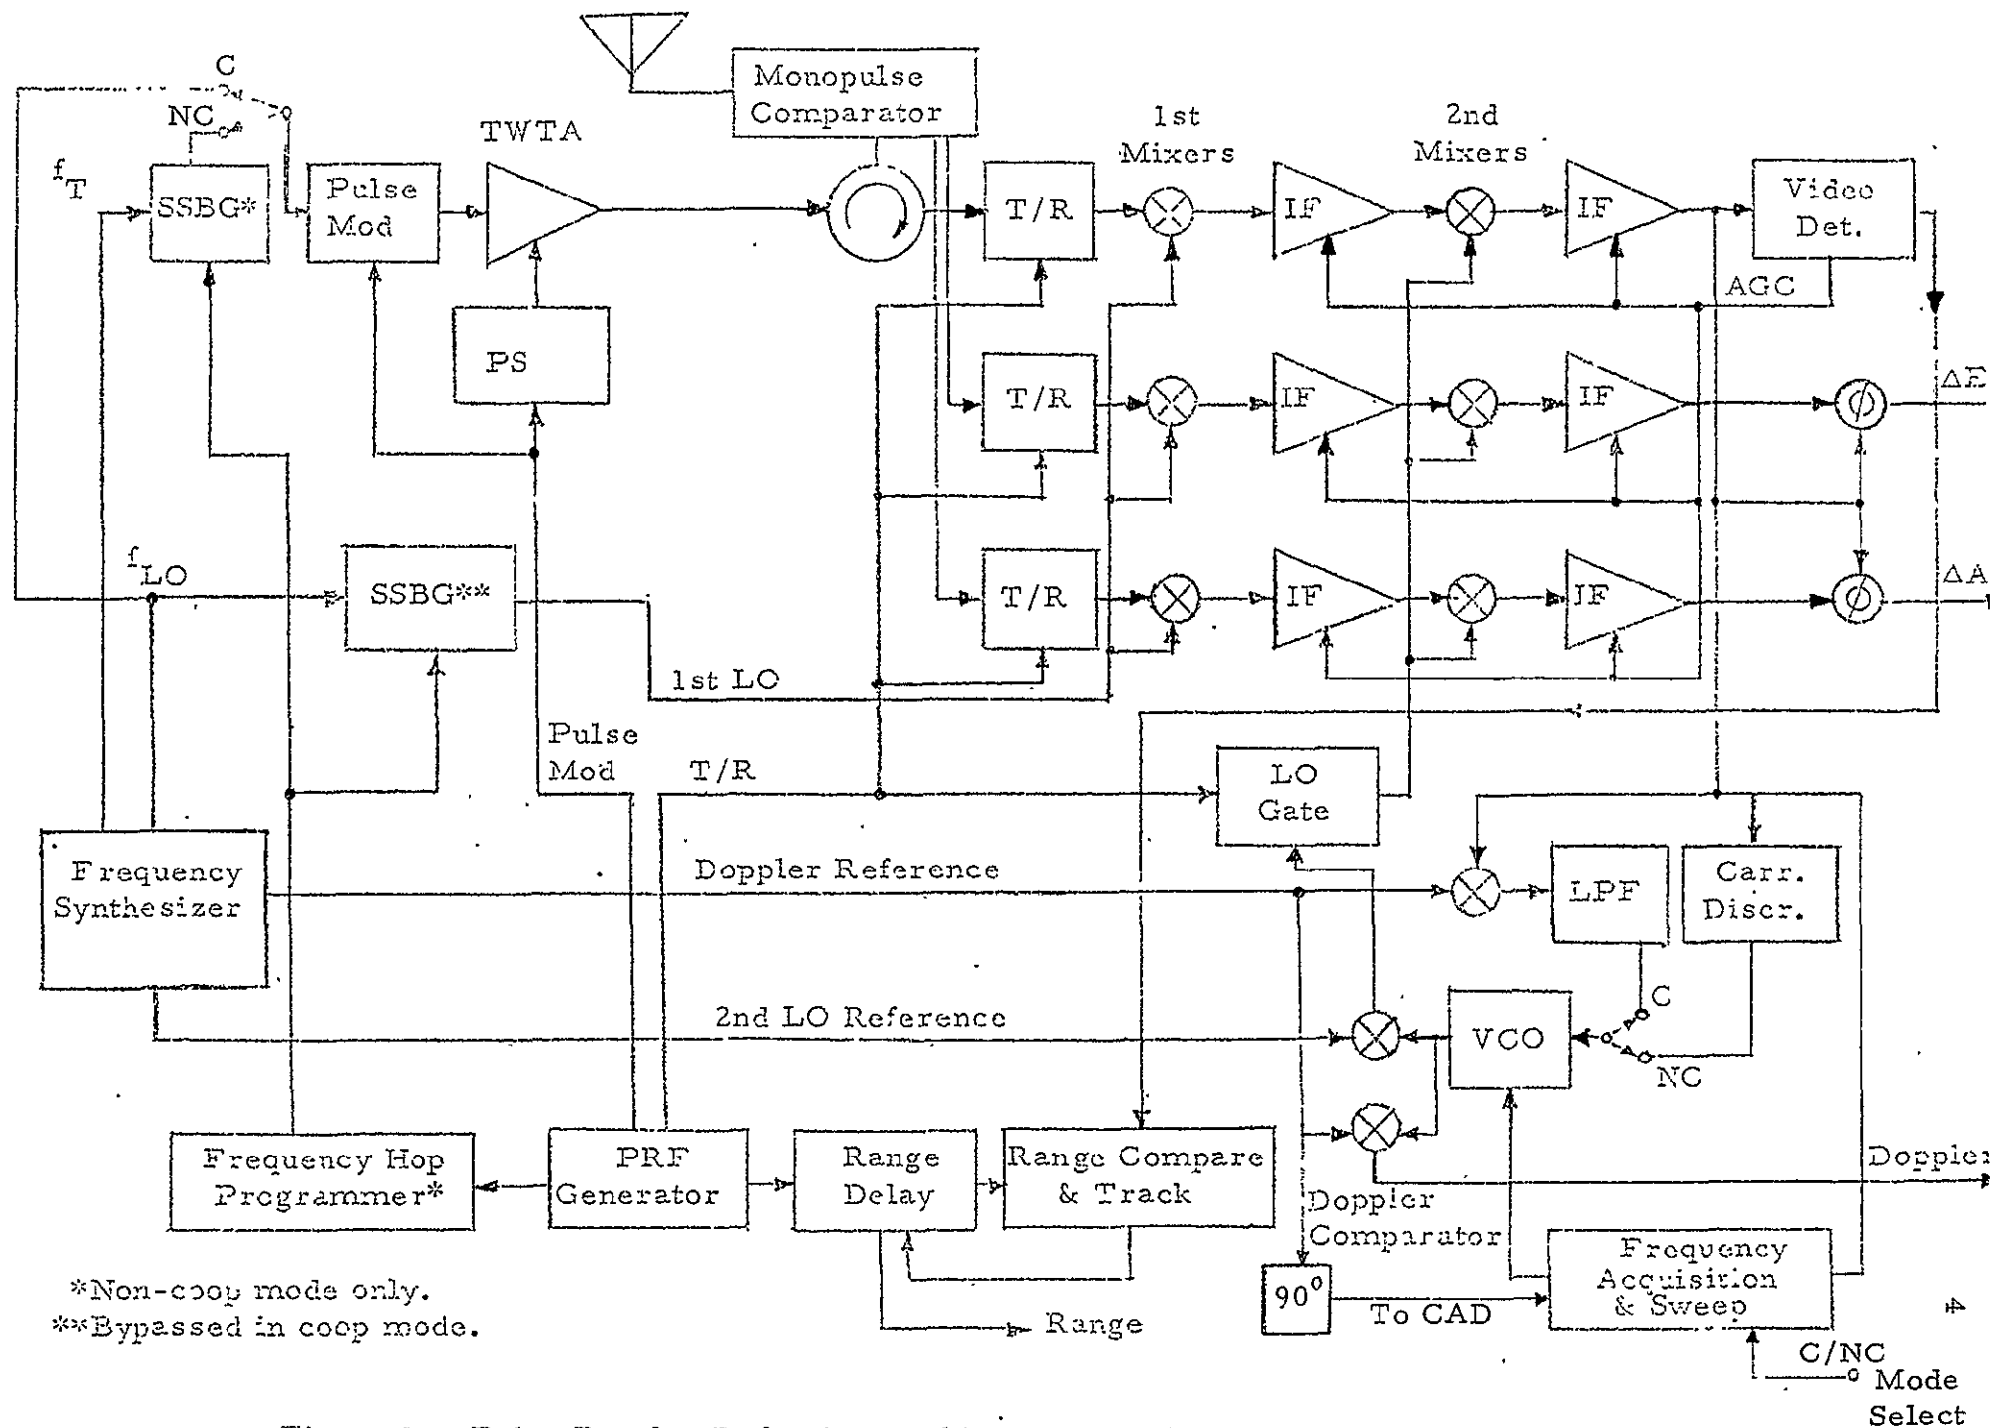 C
NC
f_T
SSBG*
Pulse
Mod
TWTA
PS
Monopulse
Comparator
1st
Mixers
2nd
Mixers
T/R
IF
IF
Video
Det.
AGC
T/R
IF
IF
ΔE
T/R
IF
IF
ΔA
f_LO
SSBG**
1st LO
Pulse
Mod
T/R
LO
Gate
Frequency
Synthesizer
Doppler Reference
LPF
Carr.
Discr.
2nd LO Reference
VCO
C
NC
Frequency Hop
Programmer*
PRF
Generator
Range
Delay
Range Compare
& Track
Doppler
Comparator
Doppler
Frequency
Acquisition
& Sweep
90°
To CAD
Range
*Non-coop mode only.
**Bypassed in coop mode.
4
C/NC
Mode
Select